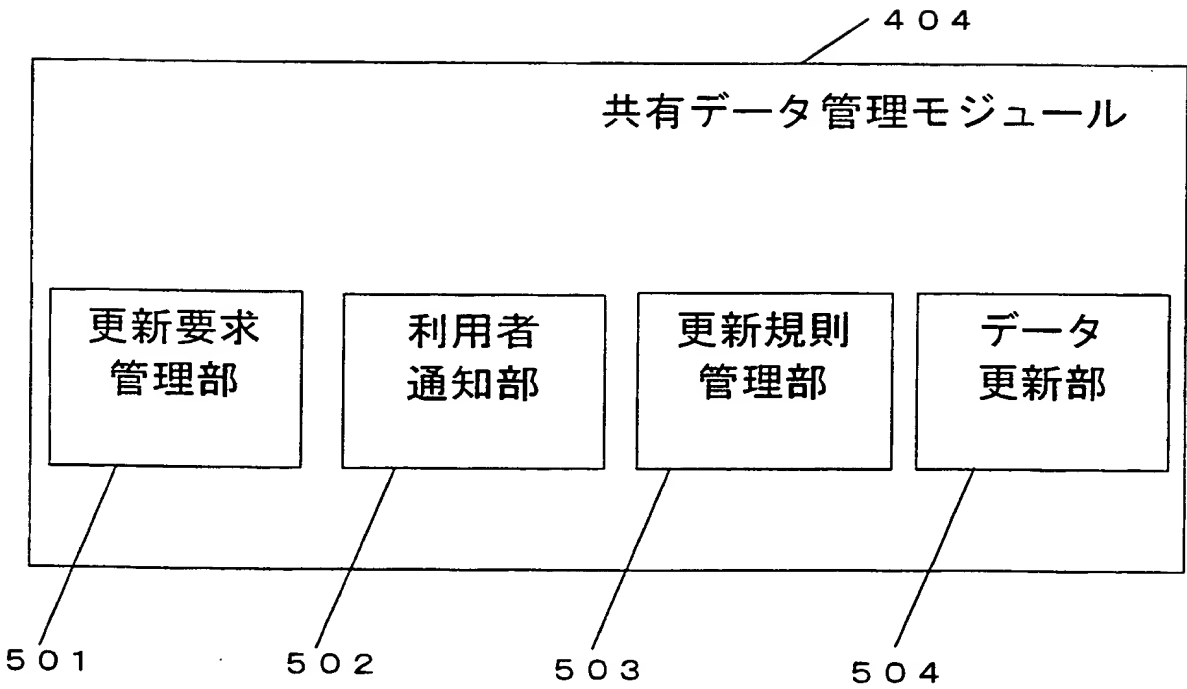 ４０４
共有データ管理モジュール
更新要求
管理部
利用者
通知部
更新規則
管理部
データ
更新部
５０１
５０２
５０３
５０４